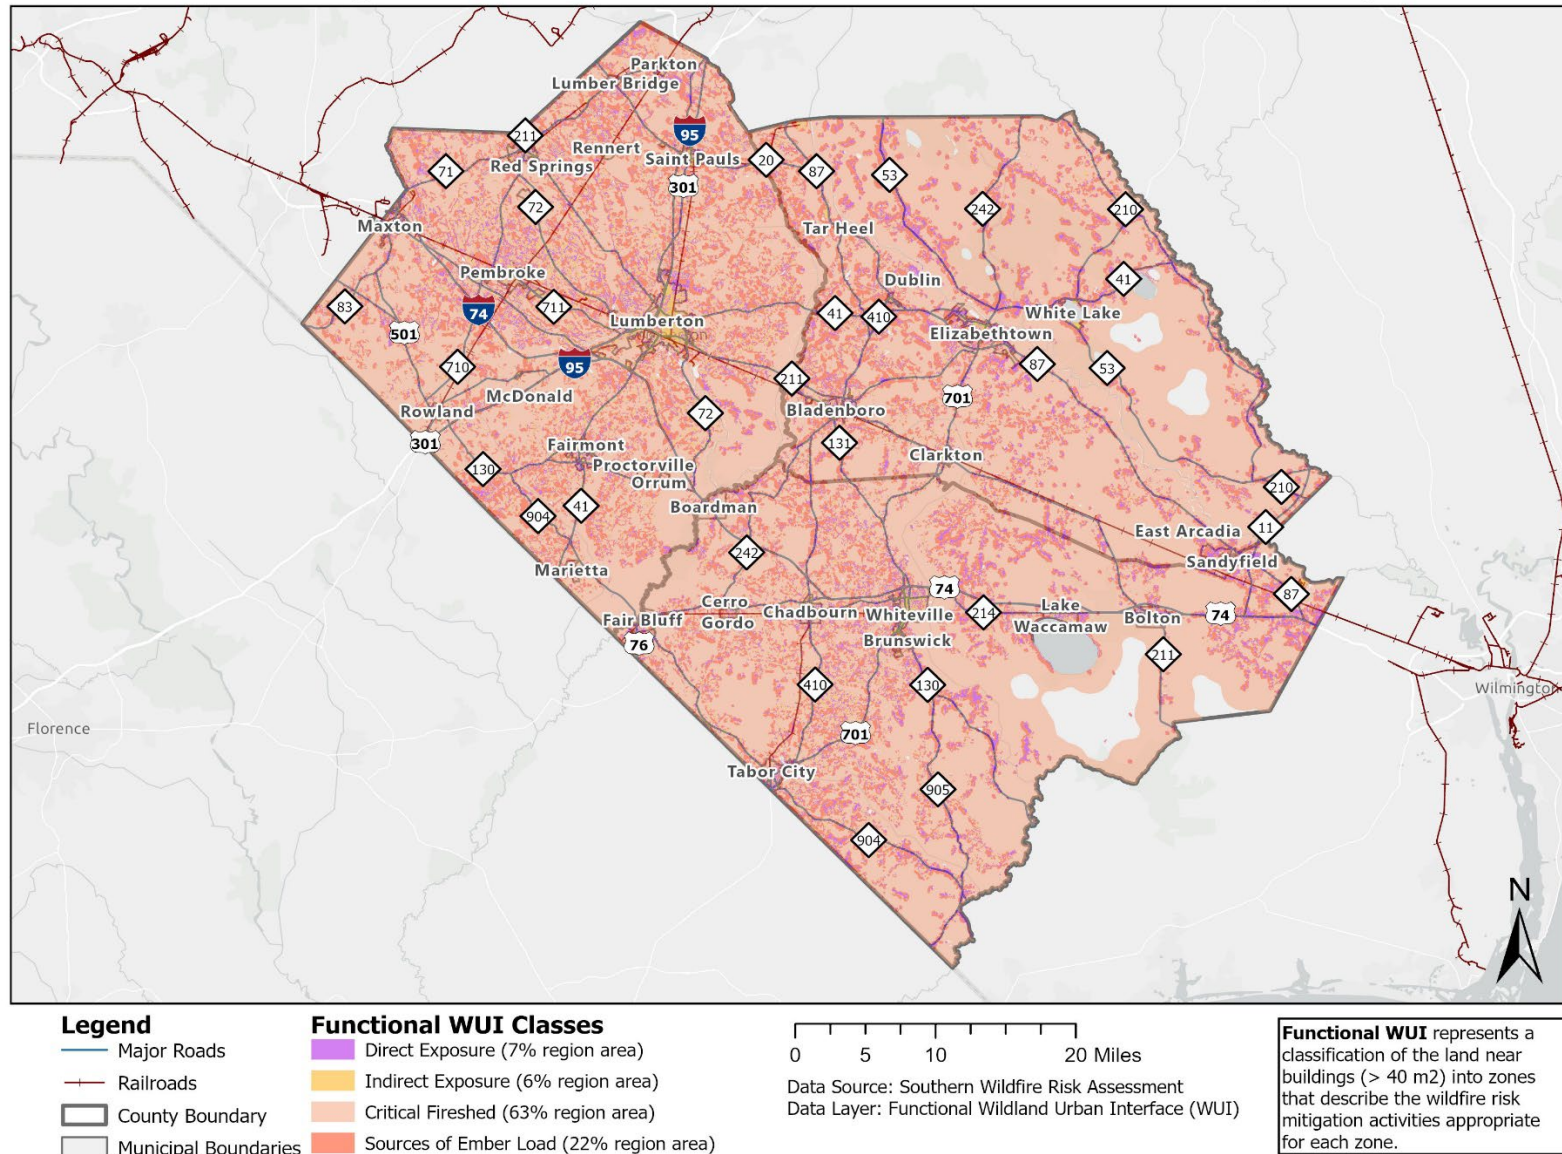 Parkton
Lumber Bridge
211
95
Rennert
Saint Pauls
20
87
53
71
Red Springs
301
72
242
210
Maxton
Tar Heel
Pembroke
Dublin
41
83
74
711
Lumberton
41
410
White Lake
Elizabethtown
501
95
710
87
53
211
McDonald
701
Rowland
72
Bladenboro
301
131
Fairmont
Clarkton
130
Proctorville
Orrum
210
904
41
Boardman
11
East Arcadia
242
Sandyfield
Marietta
74
87
Cerro
Gordo
Chadbourn
Whiteville
214
Lake
Waccamaw
Bolton
74
Fair Bluff
76
Brunswick
211
410
130
Wilmington
Florence
701
Tabor City
905
904
N
Legend
Major Roads
Railroads
County Boundary
Municipal Boundaries
Functional WUI Classes
Direct Exposure (7% region area)
Indirect Exposure (6% region area)
Critical Fireshed (63% region area)
Sources of Ember Load (22% region area)
0 5 10 20 Miles
Data Source: Southern Wildfire Risk Assessment
Data Layer: Functional Wildland Urban Interface (WUI)
Functional WUI represents a
classification of the land near
buildings (> 40 m2) into zones
that describe the wildfire risk
mitigation activities appropriate
for each zone.